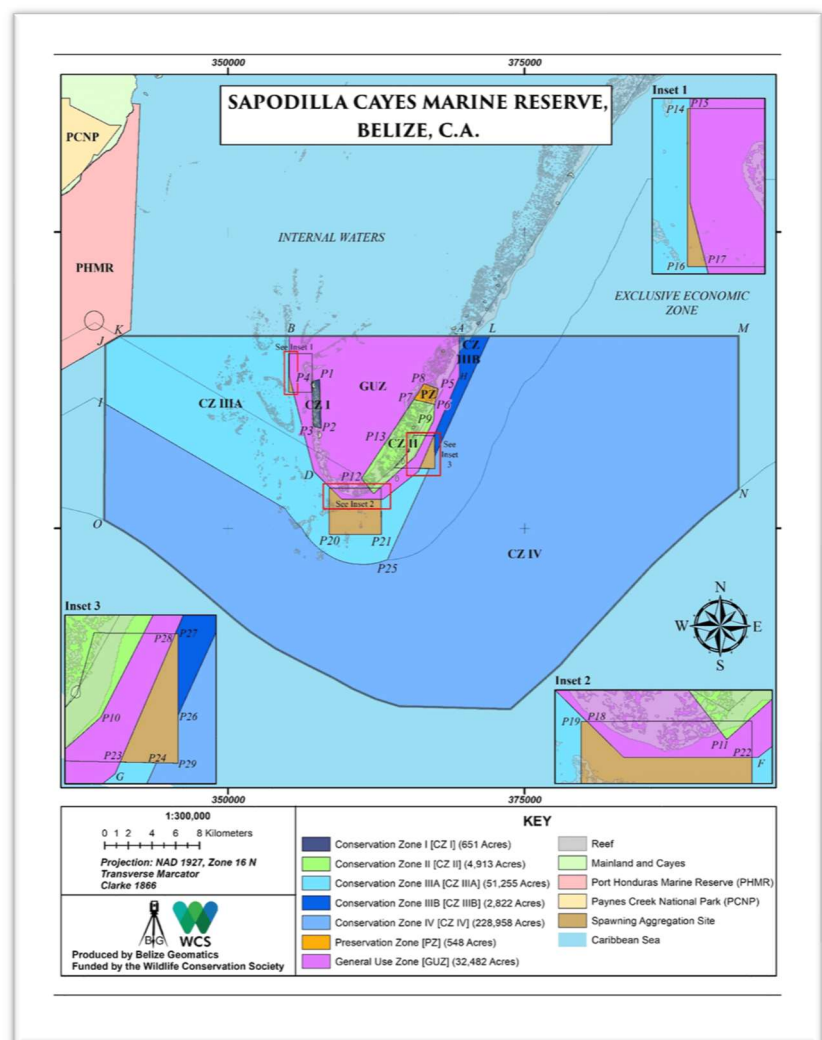 350000
375000
SAPODILLA CAYES MARINE RESERVE,
BELIZE, C.A.
Inset 1
P14
P15
P16
P17
PCNP
PHMR
INTERNAL WATERS
EXCLUSIVE ECONOMIC
ZONE
J
K
B
A
L
M
See Inset 1
CZ
IIIB
H
P4
P1
GUZ
P8
P5
PZ
P7
P6
I
CZ IIIA
CZ I
P9
P3
P2
P13
CZ II
See
Inset
3
D
P12
N
See Inset 2
O
P20
P21
P25
CZ IV
N
W
E
S
Inset 3
P28
P27
P10
P26
P23
P24
P29
G
Inset 2
P19
P18
P11
P22
F
350000
375000
1:300,000
0 1 2 4 6 8 Kilometers
Projection: NAD 1927, Zone 16 N
Transverse Marcator
Clarke 1866
B G
WCS
Produced by Belize Geomatics
Funded by the Wildlife Conservation Society
KEY
Conservation Zone I [CZ I] (651 Acres)
Conservation Zone II [CZ II] (4,913 Acres)
Conservation Zone IIIA [CZ IIIA] (51,255 Acres)
Conservation Zone IIIB [CZ IIIB] (2,822 Acres)
Conservation Zone IV [CZ IV] (228,958 Acres)
Preservation Zone [PZ] (548 Acres)
General Use Zone [GUZ] (32,482 Acres)
Reef
Mainland and Cayes
Port Honduras Marine Reserve (PHMR)
Paynes Creek National Park (PCNP)
Spawning Aggregation Site
Caribbean Sea